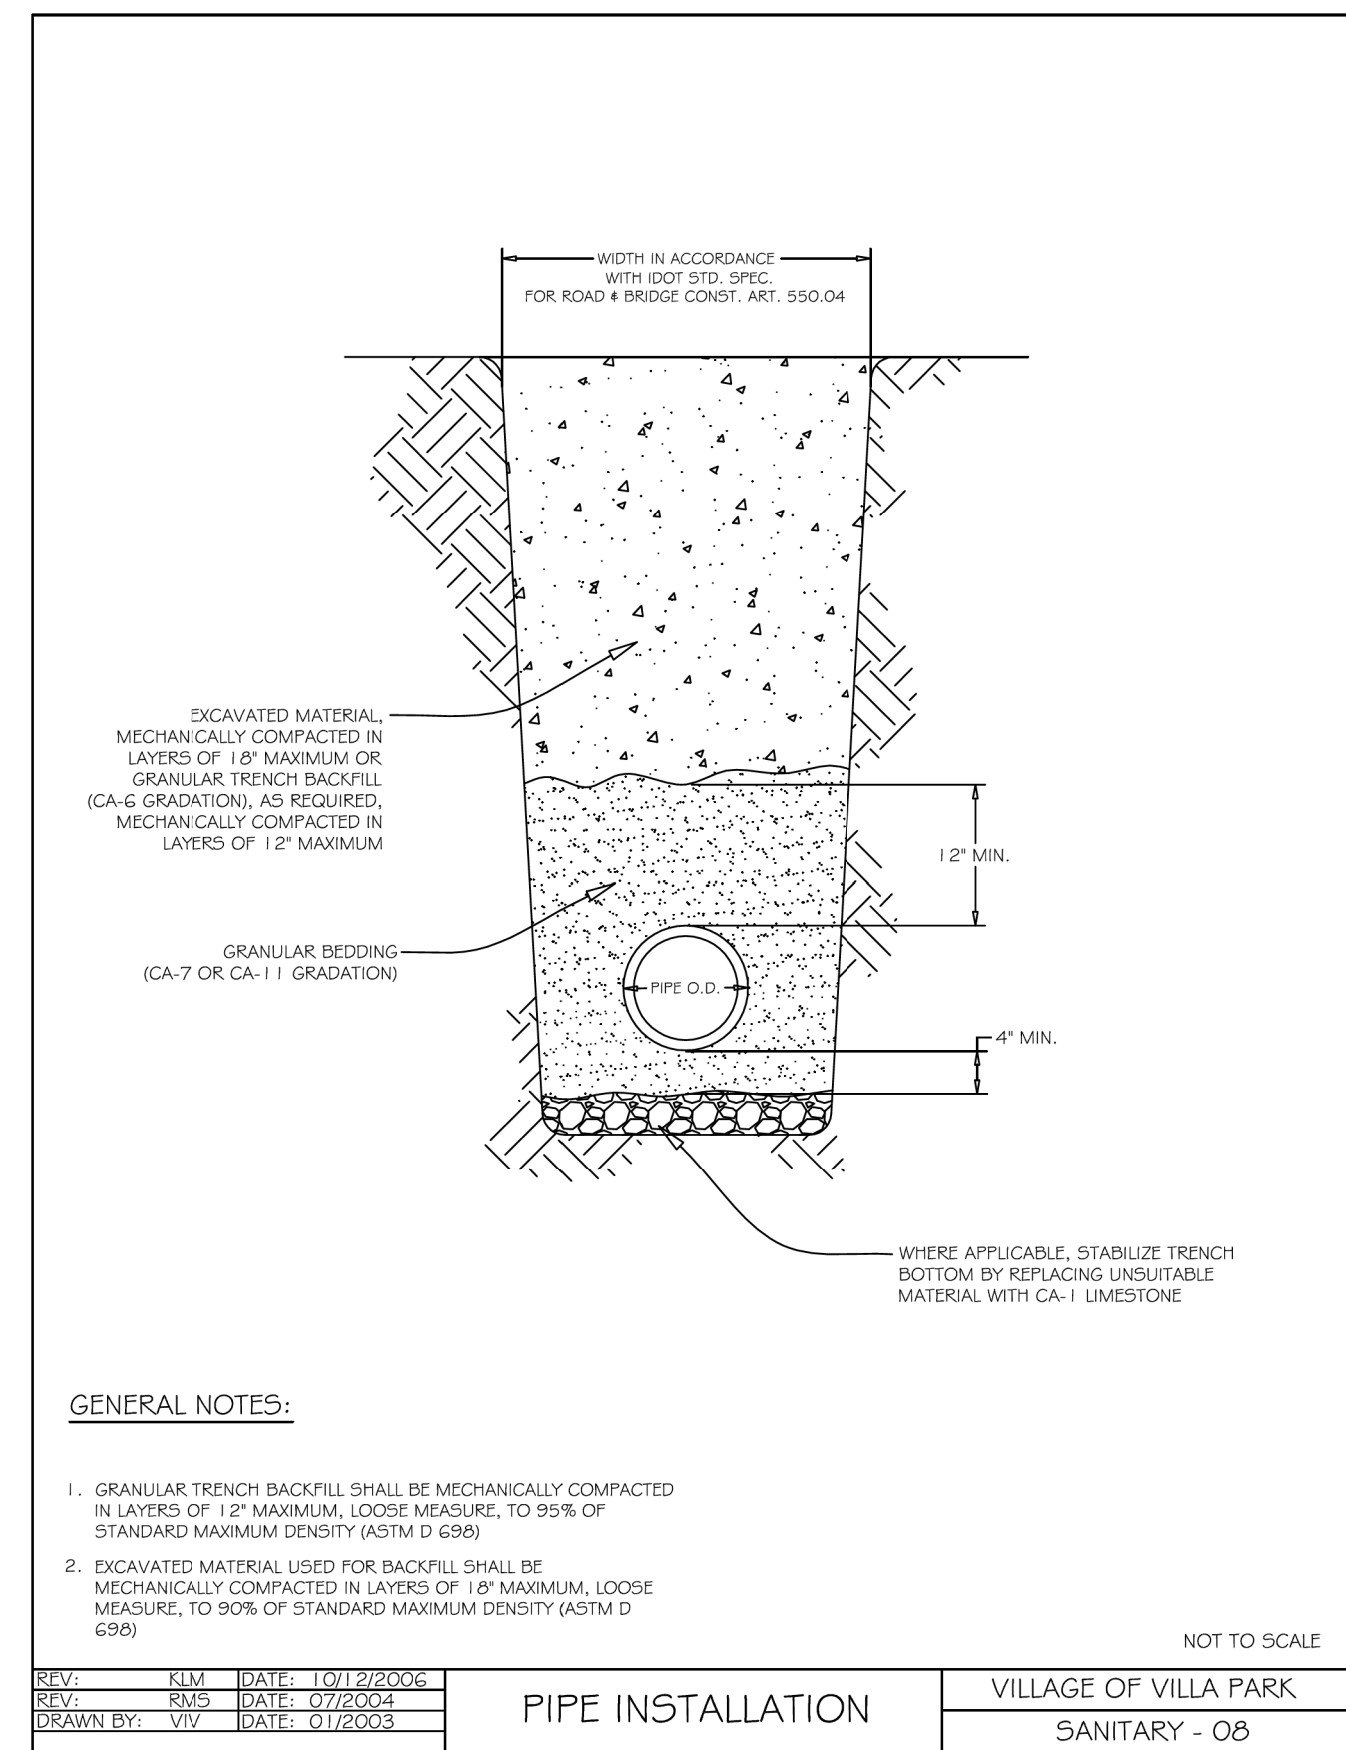 WIDTH IN ACCORDANCE
WITH IDOT STD. SPEC.
FOR ROAD & BRIDGE CONST. ART. 550.04
EXCAVATED MATERIAL,
MECHANICALLY COMPACTED IN
LAYERS OF 18" MAXIMUM OR
GRANULAR TRENCH BACKFILL
(CA-6 GRADATION), AS REQUIRED,
MECHANICALLY COMPACTED IN
LAYERS OF 12" MAXIMUM
12" MIN.
GRANULAR BEDDING
(CA-7 OR CA-11 GRADATION)
PIPE O.D.
4" MIN.
WHERE APPLICABLE, STABILIZE TRENCH
BOTTOM BY REPLACING UNSUITABLE
MATERIAL WITH CA-1 LIMESTONE
GENERAL NOTES:
1. GRANULAR TRENCH BACKFILL SHALL BE MECHANICALLY COMPACTED
IN LAYERS OF 12" MAXIMUM, LOOSE MEASURE, TO 95% OF
STANDARD MAXIMUM DENSITY (ASTM D 698)
2. EXCAVATED MATERIAL USED FOR BACKFILL SHALL BE
MECHANICALLY COMPACTED IN LAYERS OF 18" MAXIMUM, LOOSE
MEASURE, TO 90% OF STANDARD MAXIMUM DENSITY (ASTM D
698)
NOT TO SCALE
REV: KLM DATE: 10/12/2006
REV: RMS DATE: 07/2004
DRAWN BY: VIV DATE: 01/2003
PIPE INSTALLATION
VILLAGE OF VILLA PARK
SANITARY - 08